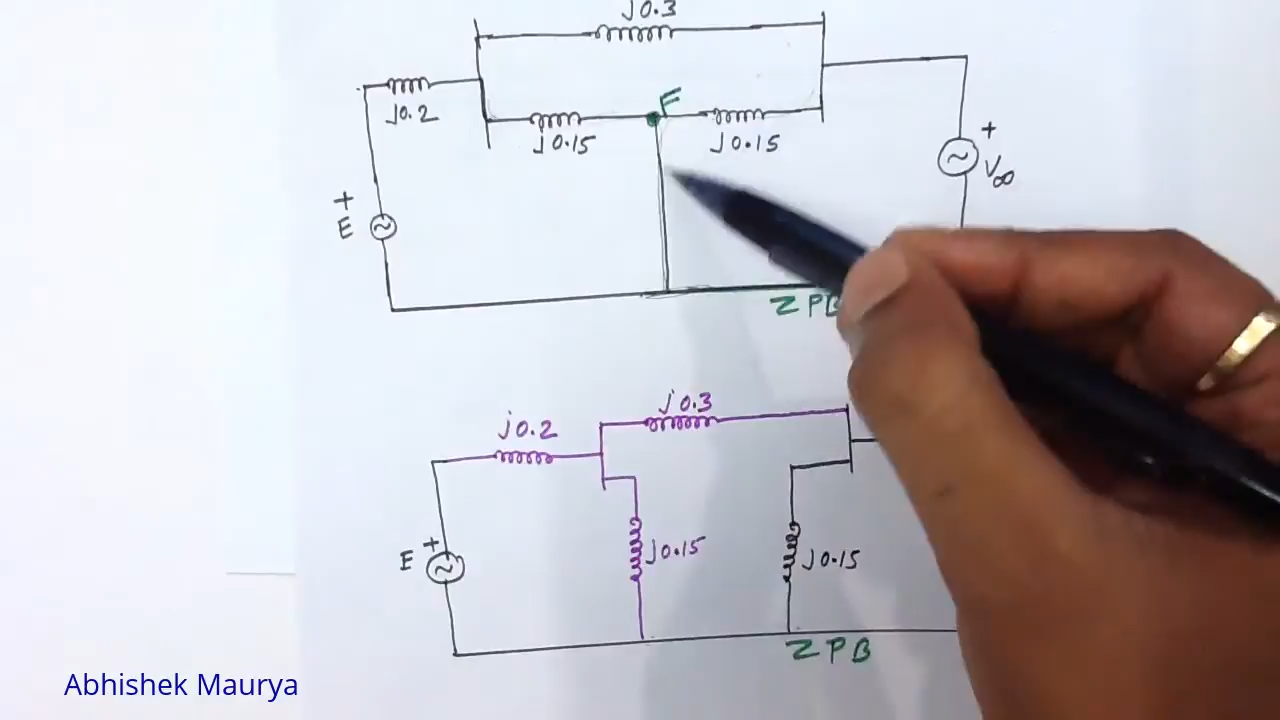 j0.3
j0.2
F
j0.15
j0.15
+
E
+
V∞
ZPB
j0.2
j0.3
E
+
j0.15
j0.15
ZPB
Abhishek Maurya